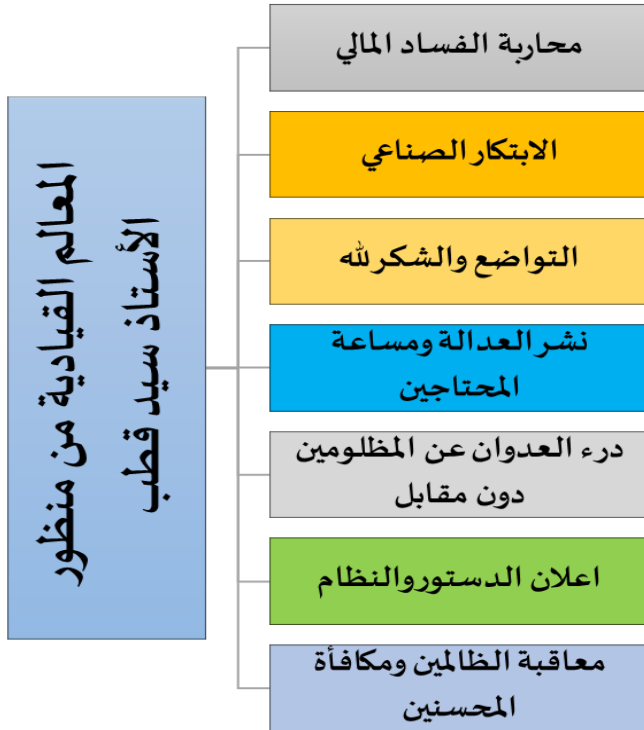 المعالم القيادية من منظور
الأستاذ سيد قطب
محاربة الفساد المالي
الابتكار الصناعي
التواضع والشكر لله
نشر العدالة ومساعة
المحتاجين
درء العدوان عن المظلومين
دون مقابل
اعلان الدستور والنظام
معاقبة الظالمين ومكافأة
المحسنين